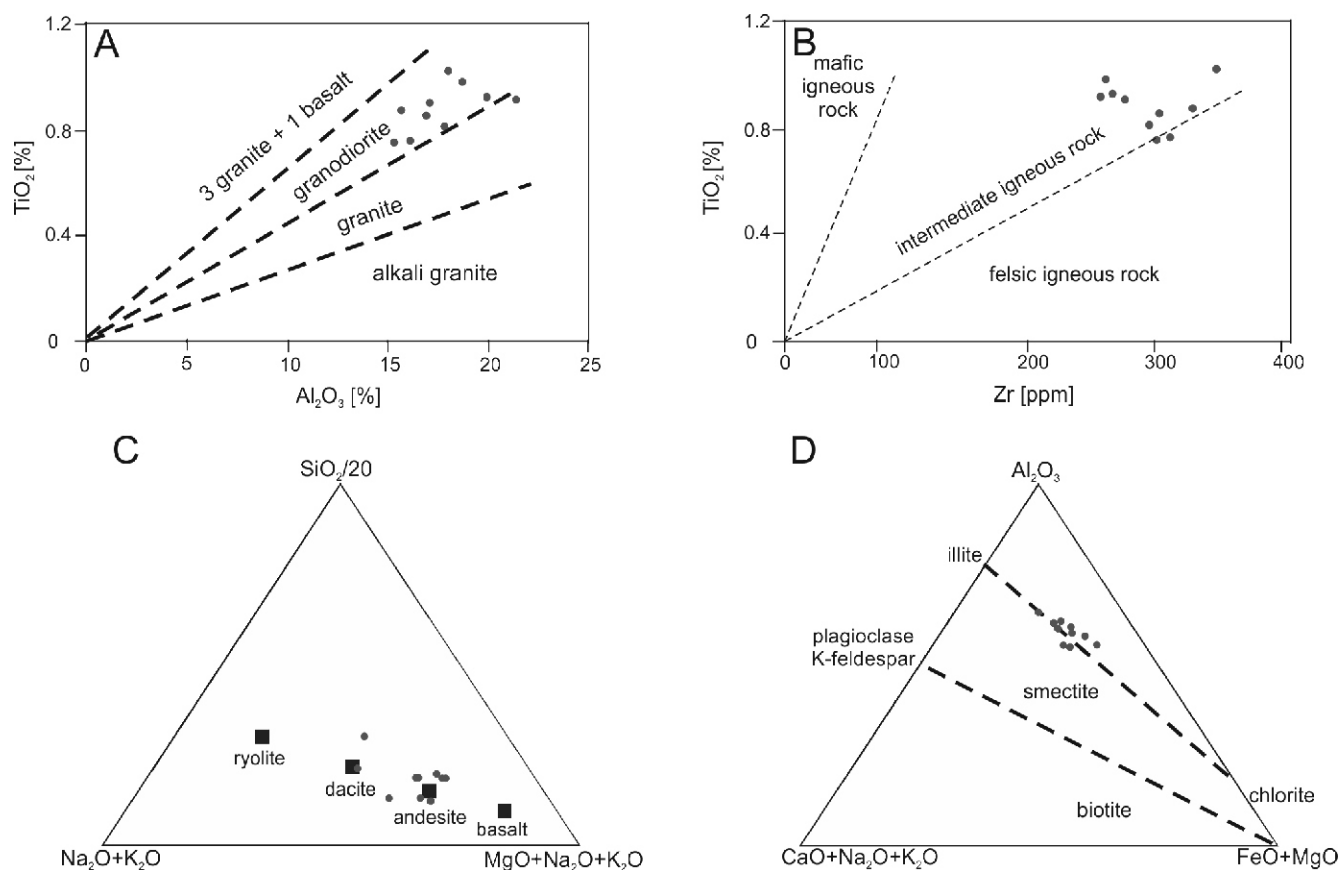 A
1.2
0.8
0.4
0
TiO2 [%]
3 granite + 1 basalt
granodiorite
granite
alkali granite
0 5 10 15 20 25
Al2O3 [%]
B
1.2
0.8
0.4
0
TiO2 [%]
mafic
igneous
rock
intermediate igneous rock
felsic igneous rock
0 100 200 300 400
Zr [ppm]
C
SiO2/20
ryolite
dacite
andesite
basalt
Na2O+K2O
MgO+Na2O+K2O
D
Al2O3
illite
plagioclase
K-feldespar
smectite
chlorite
biotite
CaO+Na2O+K2O
FeO+MgO